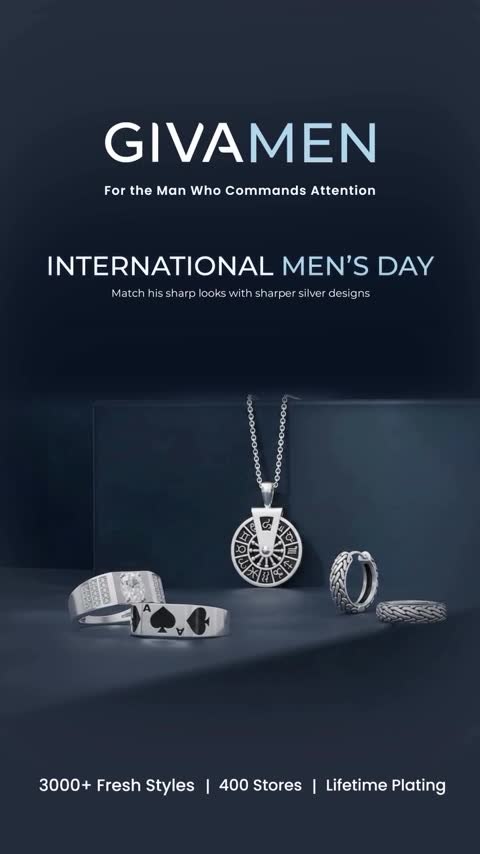 GIVAMEN
For the Man Who Commands Attention
INTERNATIONAL MEN'S DAY
Match his sharp looks with sharper silver designs
A
A
3000+ Fresh Styles | 400 Stores | Lifetime Plating